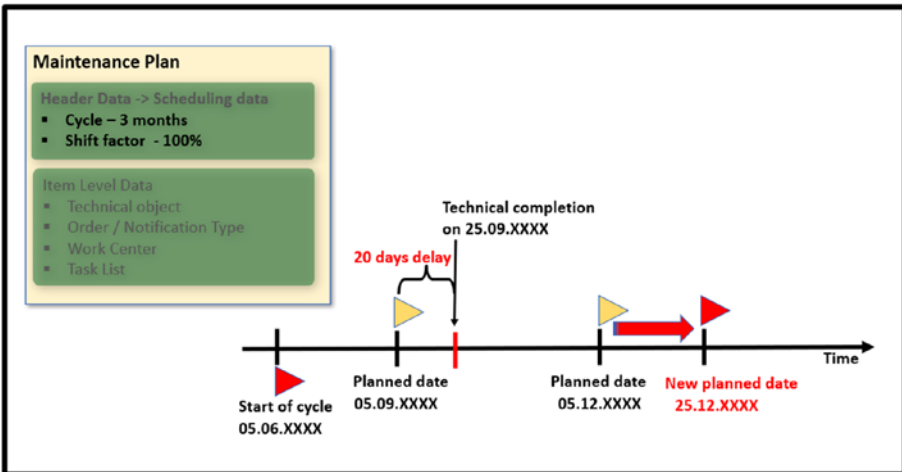 Maintenance Plan
Header Data -> Scheduling data
▪ Cycle – 3 months
▪ Shift factor - 100%
Item Level Data
▪ Technical object
▪ Order / Notification Type
▪ Work Center
▪ Task List
Technical completion
on 25.09.XXXX
20 days delay
Time
Start of cycle
05.06.XXXX
Planned date
05.09.XXXX
Planned date
05.12.XXXX
New planned date
25.12.XXXX